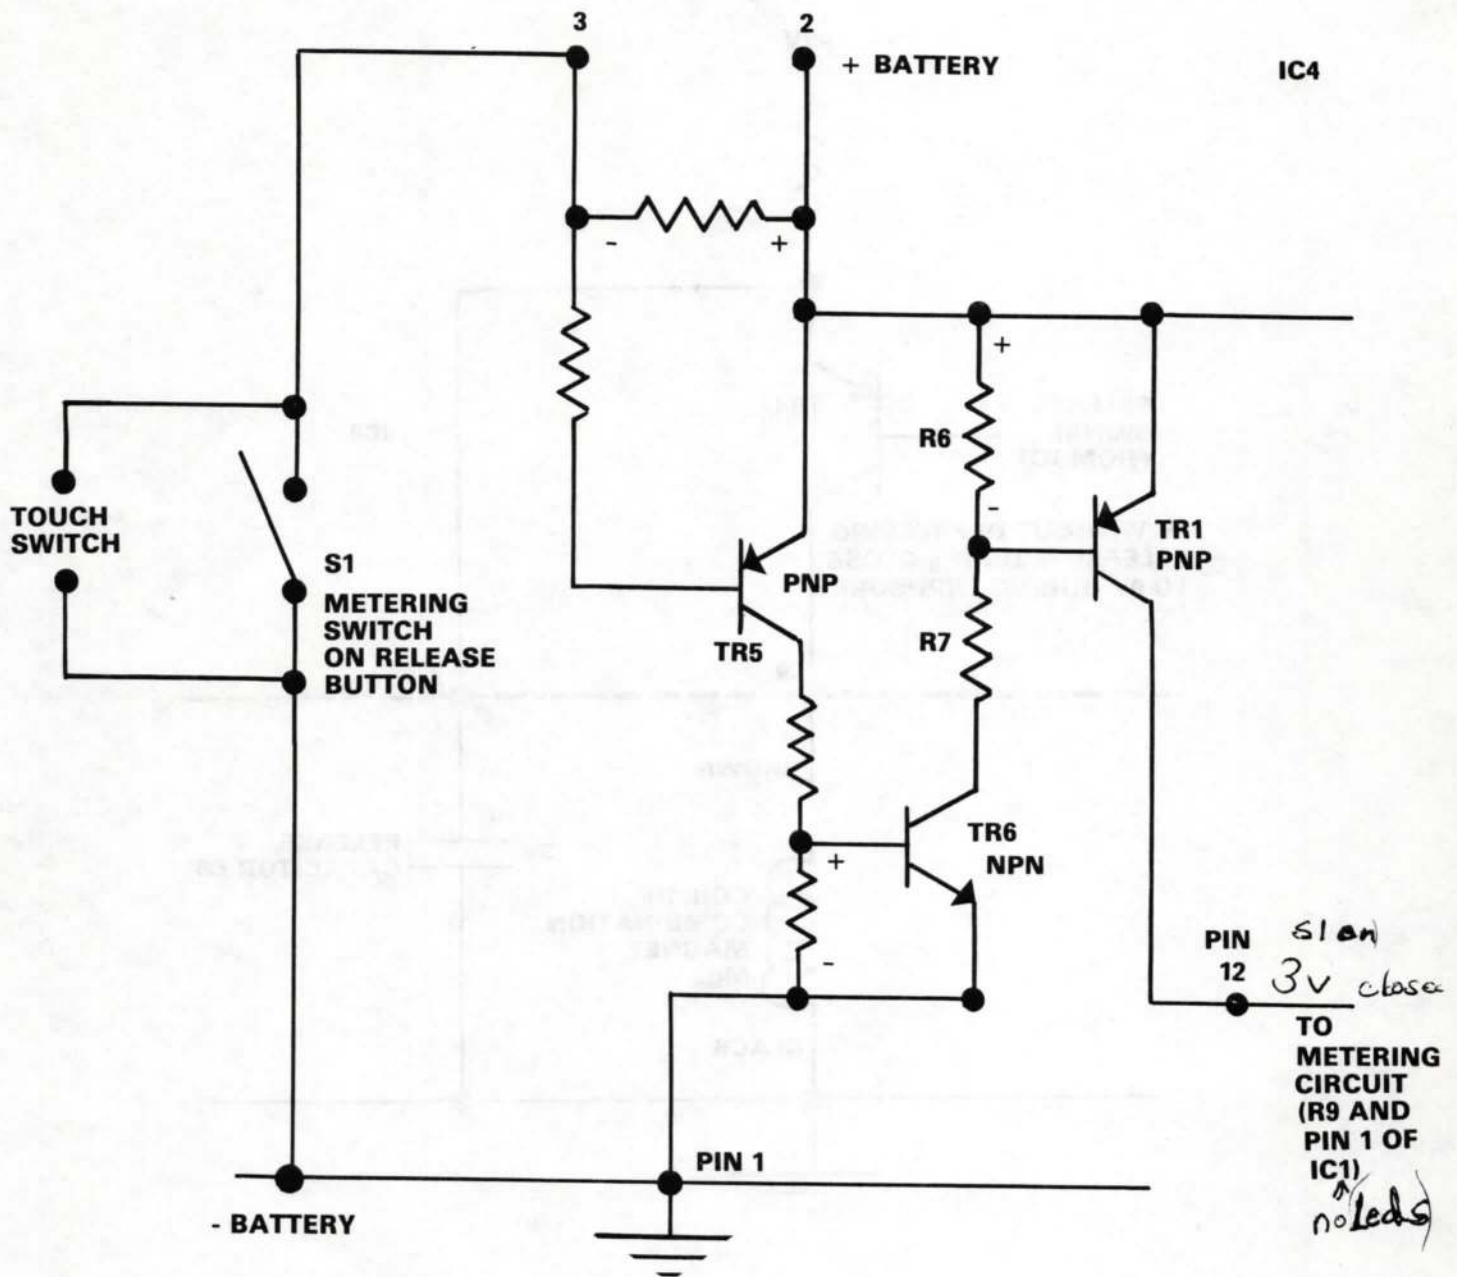 3
2
+ BATTERY
IC4
-
+
+
R6
-
TOUCH
SWITCH
S1
METERING
SWITCH
ON RELEASE
BUTTON
PNP
TR5
TR1
PNP
R7
TR6
NPN
+
-
PIN
12
S1 on
3v close
TO
METERING
CIRCUIT
(R9 AND
PIN 1 OF
IC1)
no (Leds)
PIN 1
- BATTERY